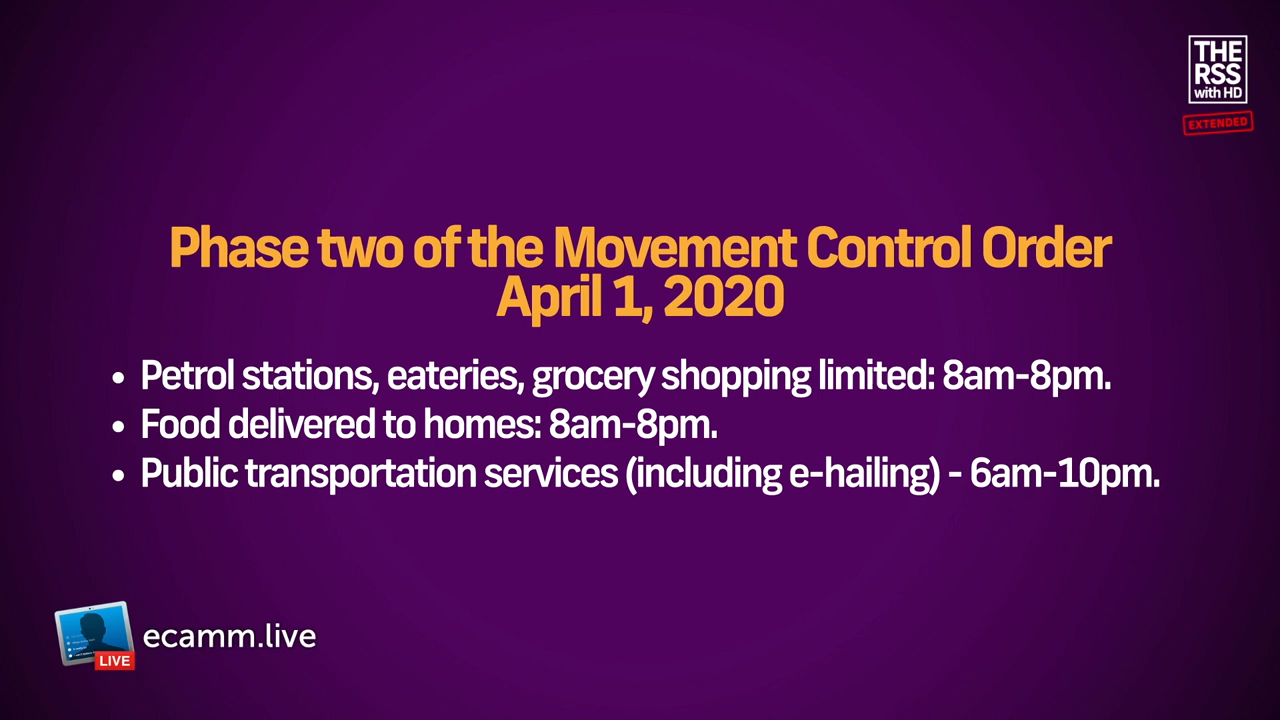 THE
RSS
with HD
EXTENDED
Phase two of the Movement Control Order
April 1, 2020
• Petrol stations, eateries, grocery shopping limited: 8am-8pm.
• Food delivered to homes: 8am-8pm.
• Public transportation services (including e-hailing) - 6am-10pm.
LIVE
ecamm.live